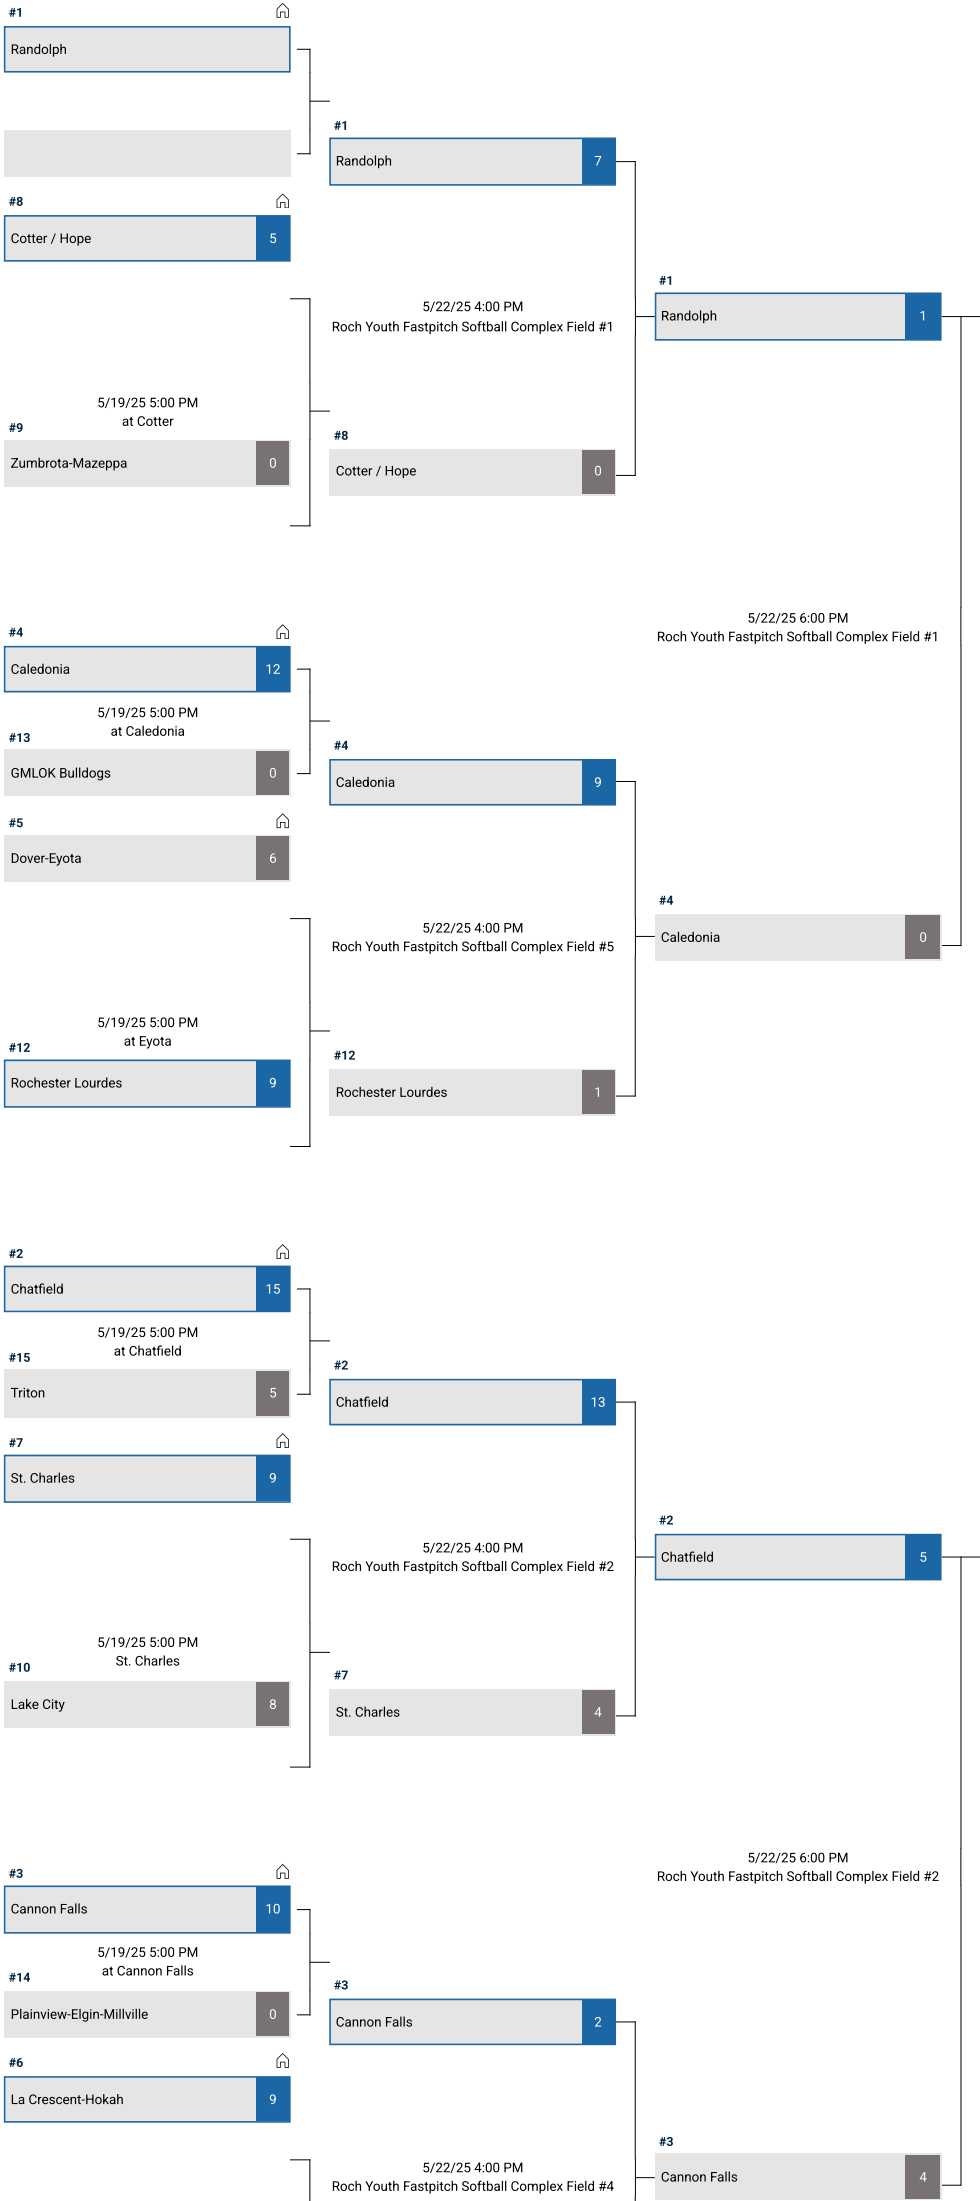 #1
Randolph
#1
Randolph 7
#8
Cotter / Hope 5
#1
Randolph 1
5/22/25 4:00 PM
Roch Youth Fastpitch Softball Complex Field #1
5/19/25 5:00 PM
at Cotter
#9
Zumbrota-Mazeppa 0
#8
Cotter / Hope 0
5/22/25 6:00 PM
Roch Youth Fastpitch Softball Complex Field #1
#4
Caledonia 12
5/19/25 5:00 PM
at Caledonia
#13
GMLOK Bulldogs 0
#4
Caledonia 9
#5
Dover-Eyota 6
#4
Caledonia 0
5/22/25 4:00 PM
Roch Youth Fastpitch Softball Complex Field #5
5/19/25 5:00 PM
at Eyota
#12
Rochester Lourdes 9
#12
Rochester Lourdes 1
#2
Chatfield 15
5/19/25 5:00 PM
at Chatfield
#15
Triton 5
#2
Chatfield 13
#7
St. Charles 9
#2
Chatfield 5
5/22/25 4:00 PM
Roch Youth Fastpitch Softball Complex Field #2
5/19/25 5:00 PM
St. Charles
#10
Lake City 8
#7
St. Charles 4
5/22/25 6:00 PM
Roch Youth Fastpitch Softball Complex Field #2
#3
Cannon Falls 10
5/19/25 5:00 PM
at Cannon Falls
#14
Plainview-Elgin-Millville 0
#3
Cannon Falls 2
#6
La Crescent-Hokah 9
#3
Cannon Falls 4
5/22/25 4:00 PM
Roch Youth Fastpitch Softball Complex Field #4